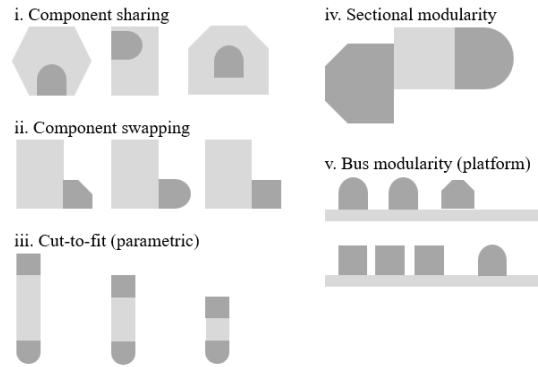 i. Component sharing
ii. Component swapping
iii. Cut-to-fit (parametric)
iv. Sectional modularity
v. Bus modularity (platform)